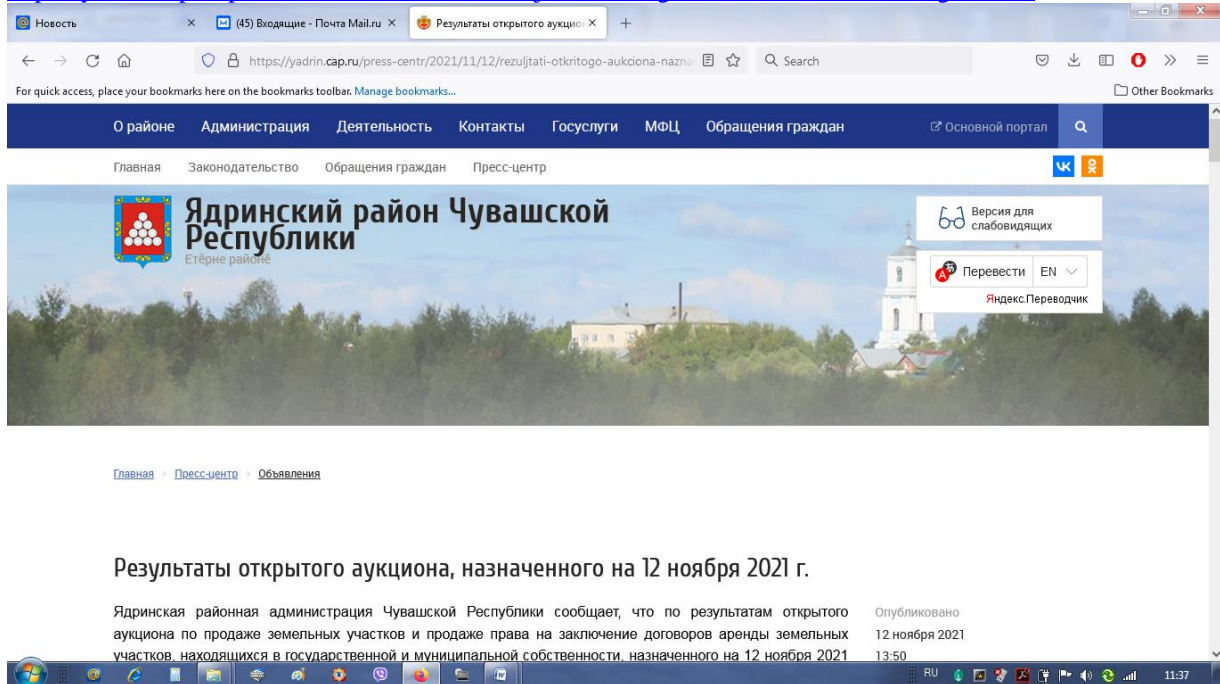 Новость
(45) Входящие - Почта Mail.ru
Результаты открытого аукцио
https://yadrin.cap.ru/press-centr/2021/11/12/rezuljtati-otkritogo-aukciona-nazna
Search
For quick access, place your bookmarks here on the bookmarks toolbar. Manage bookmarks...
Other Bookmarks
О районе Администрация Деятельность Контакты Госуслуги МФЦ Обращения граждан
Основной портал
Главная Законодательство Обращения граждан Пресс-центр
Ядринский район Чувашской
Республики
Етĕрне районĕ
Версия для
слабовидящих
Перевести EN
Яндекс.Переводчик
Главная > Пресс-центр > Объявления
Результаты открытого аукциона, назначенного на 12 ноября 2021 г.
Ядринская районная администрация Чувашской Республики сообщает, что по результатам открытого
аукциона по продаже земельных участков и продаже права на заключение договоров аренды земельных
участков, находящихся в государственной и муниципальной собственности, назначенного на 12 ноября 2021
Опубликовано
12 ноября 2021
13:50
RU
11:37